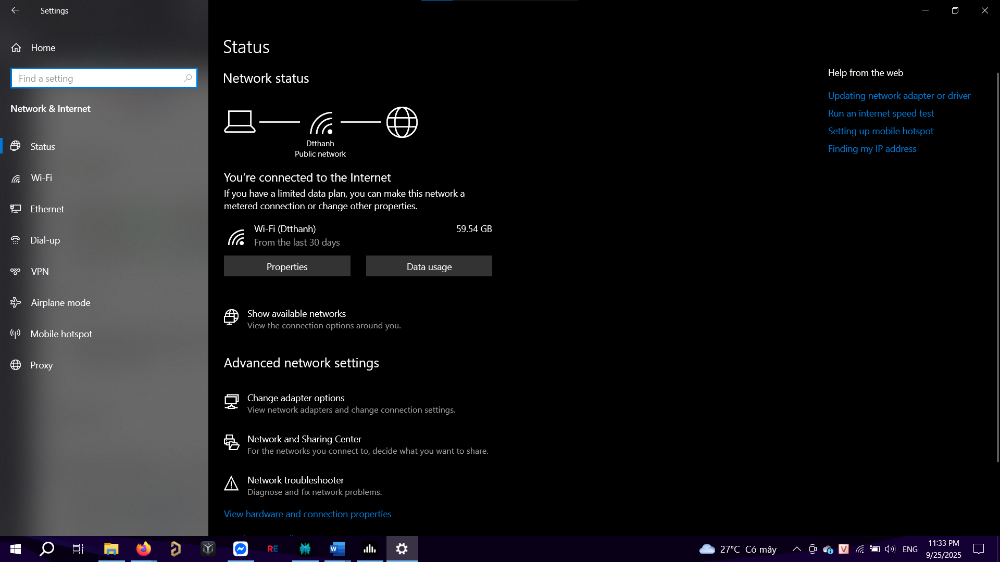 Settings
Home
Find a setting
Network & Internet
Status
Wi-Fi
Ethernet
Dial-up
VPN
Airplane mode
Mobile hotspot
Proxy
Status
Network status
Dtthanh
Public network
You're connected to the Internet
If you have a limited data plan, you can make this network a
metered connection or change other properties.
Wi-Fi (Dtthanh)
59.54 GB
From the last 30 days
Properties
Data usage
Show available networks
View the connection options around you.
Advanced network settings
Change adapter options
View network adapters and change connection settings.
Network and Sharing Center
For the networks you connect to, decide what you want to share.
Network troubleshooter
Diagnose and fix network problems.
View hardware and connection properties
Help from the web
Updating network adapter or driver
Run an internet speed test
Setting up mobile hotspot
Finding my IP address
RE
W
27°C Có mây
V
ENG
11:33 PM
9/25/2025